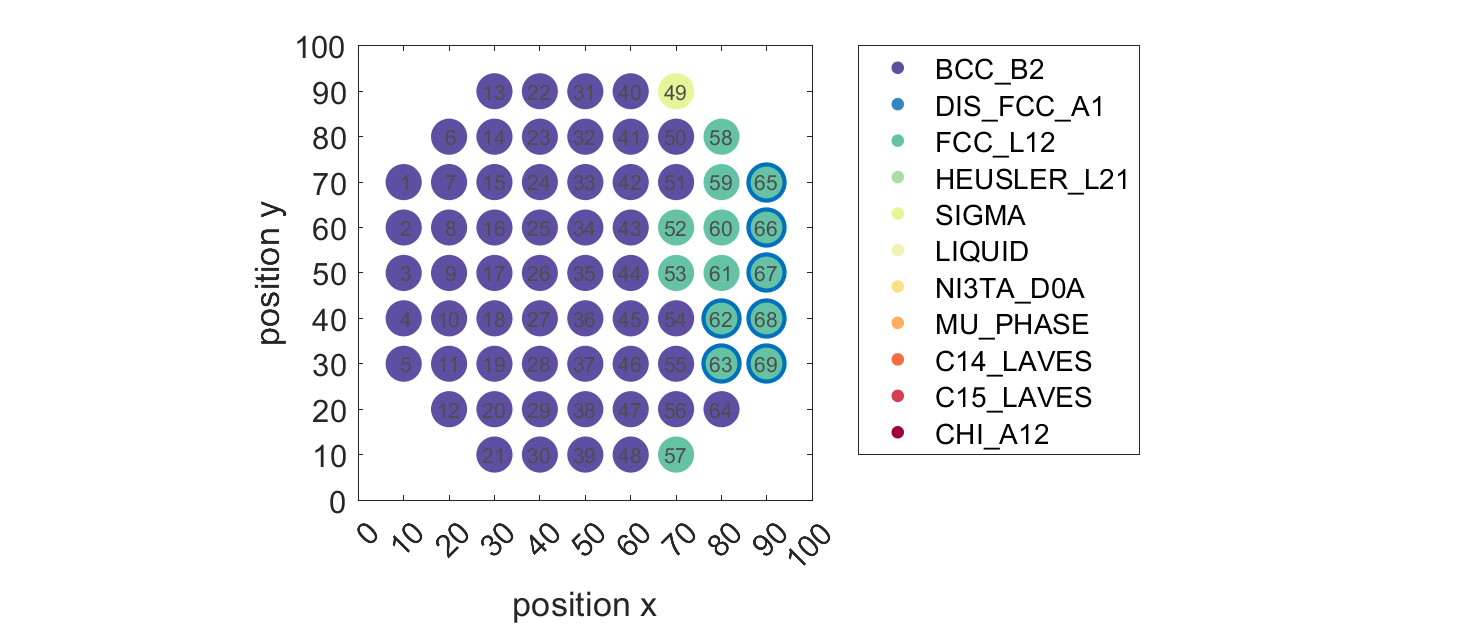 100
90
80
70
60
50
40
30
20
10
0
position y
13 22 31 40 49
6 14 23 32 41 50 58
1 7 15 24 33 42 51 59 65
2 8 16 25 34 43 52 60 66
3 9 17 26 35 44 53 61 67
4 10 18 27 36 45 54 62 68
5 11 19 28 37 46 55 63 69
12 20 29 38 47 56 64
21 30 39 48 57
0 10 20 30 40 50 60 70 80 90 100
position x
BCC_B2
DIS_FCC_A1
FCC_L12
HEUSLER_L21
SIGMA
LIQUID
NI3TA_D0A
MU_PHASE
C14_LAVES
C15_LAVES
CHI_A12